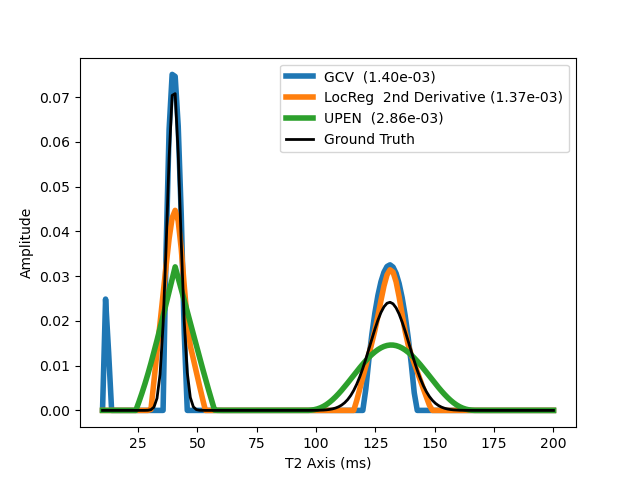 GCV (1.40e-03)
LocReg 2nd Derivative (1.37e-03)
UPEN (2.86e-03)
Ground Truth
Amplitude
0.07
0.06
0.05
0.04
0.03
0.02
0.01
0.00
25 50 75 100 125 150 175 200
T2 Axis (ms)